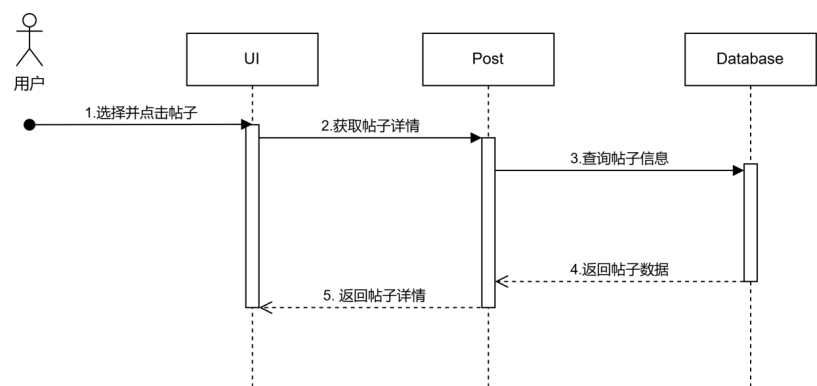 用户
UI
Post
Database
1.选择并点击帖子
2.获取帖子详情
3.查询帖子信息
4.返回帖子数据
5. 返回帖子详情